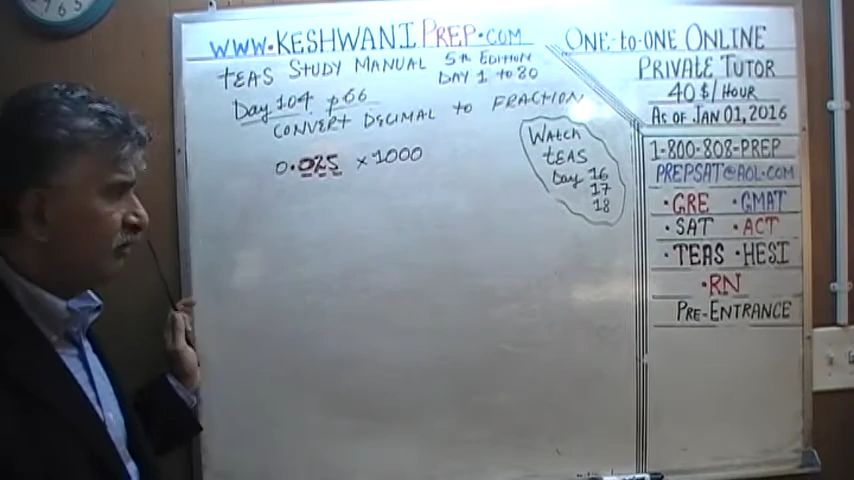 WWW.KESHWANIPREP.COM
TEAS STUDY MANUAL 5TH EDITION
DAY 1 TO 80
Day 104 p66
CONVERT DECIMAL to FRACTION
0.025 x 1000
WATCH
tEAS
Day 16
17
18
ONE-to-ONE ONLINE
PRIVATE TUTOR
40 $/HOUR
AS OF JAN 01, 2016
1-800-808-PREP
PREPSAT@AOL.COM
• GRE • GMAT
• SAT • ACT
• TEAS • HESI
• RN
PRE-ENTRANCE